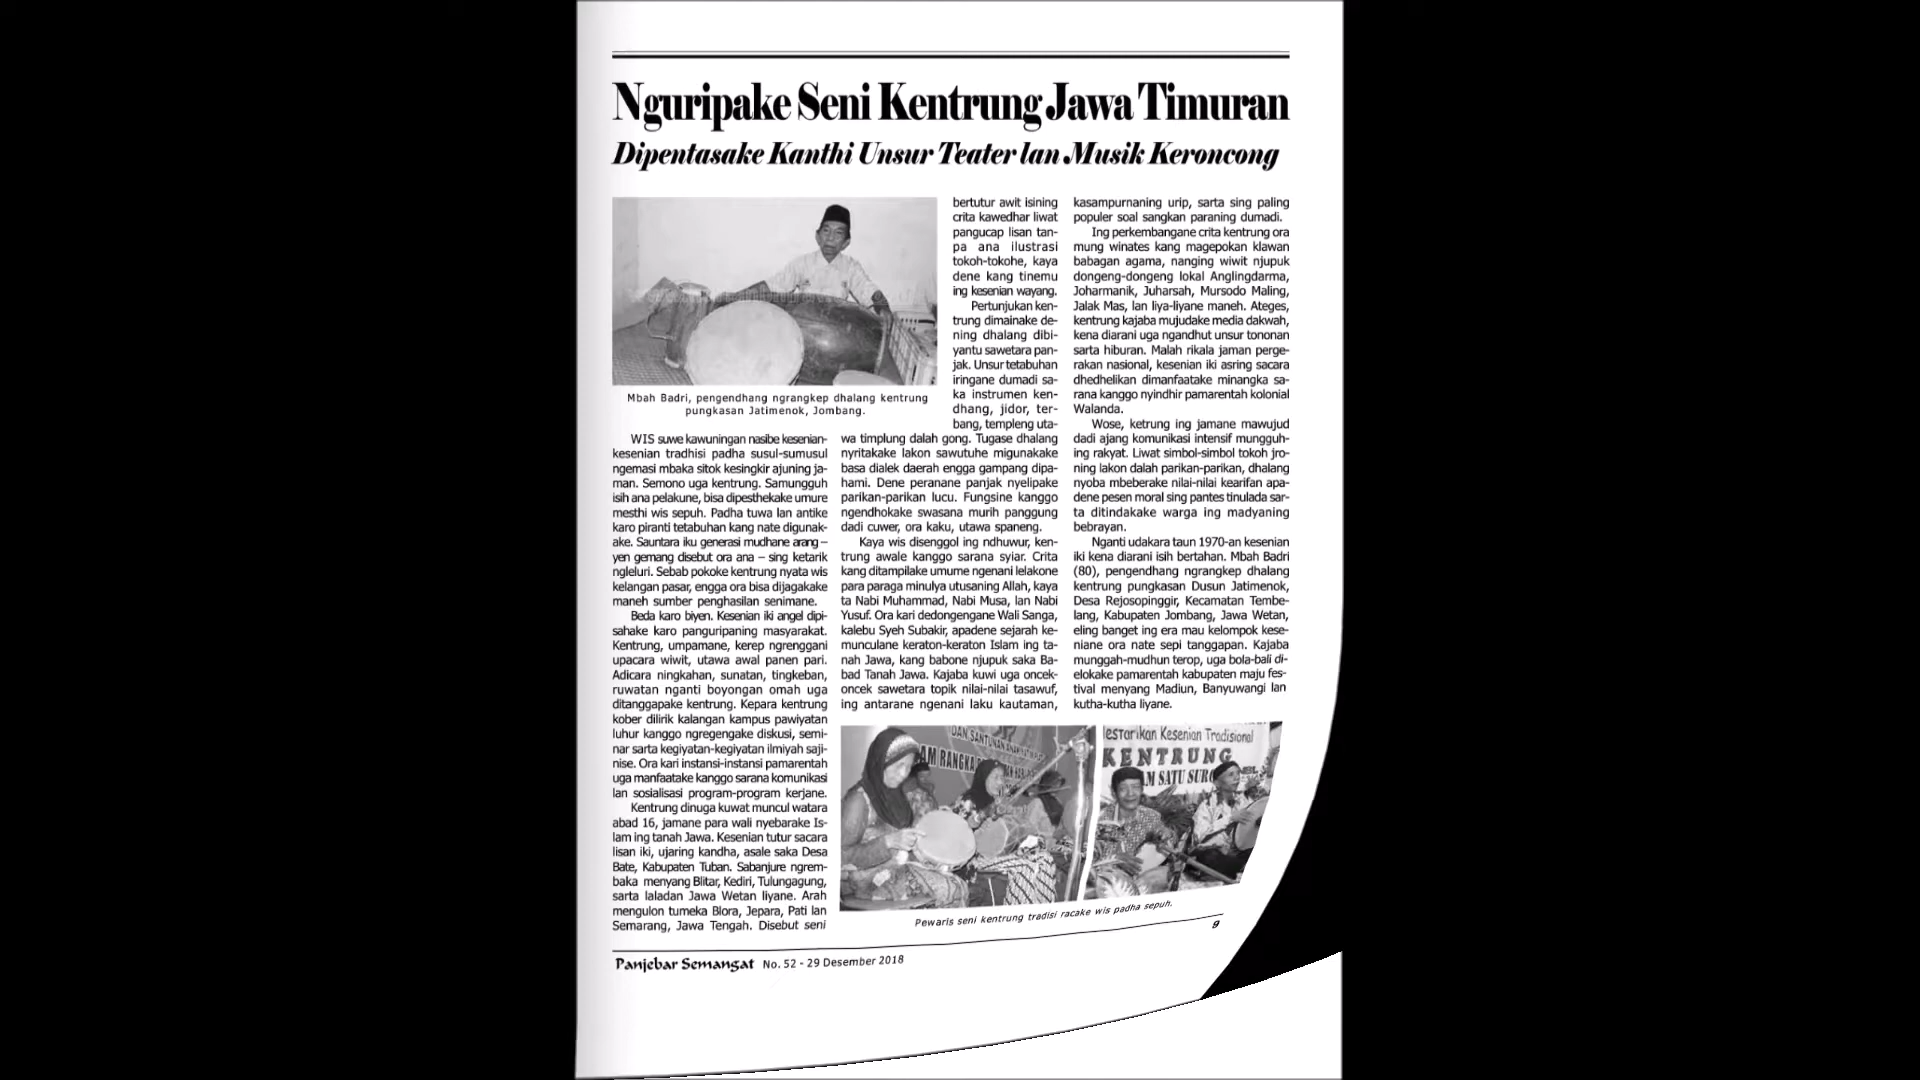 Nguripake Seni Kentrung Jawa Timuran
Dipentasake Kanthi Unsur Teater lan Musik Keroncong
Mbah Badri, pengendhang ngrangkep dhalang kentrung
pungkasan Jatimenok, Jombang.
WIS suwe kawuningan nasibe kesenian-
kesenian tradhisi padha susul-sumusul
ngemasi mbaka sitok kesingkir ajuning ja-
man. Semono uga kentrung. Samungguh
isih ana pelakune, bisa dipesthekake umure
mesthi wis sepuh. Padha tuwa lan antike
karo piranti tetabuhan kang nate digunak-
ake. Sauntara iku generasi mudhane arang –
yen gemang disebut ora ana – sing ketarik
ngleluri. Sebab pokoke kentrung nyata wis
kelangan pasar, engga ora bisa dijagakake
maneh sumber penghasilan senimane.
Beda karo biyen. Kesenian iki angel dipi-
sahake karo panguripaning masyarakat.
Kentrung, umpamane, kerep ngrenggani
upacara wiwit, utawa awal panen pari.
Adicara ningkahan, sunatan, tingkeban,
ruwatan nganti boyongan omah uga
ditanggapake kentrung. Kepara kentrung
kober dilirik kalangan kampus pawiyatan
luhur kanggo ngregengake diskusi, semi-
nar sarta kegiyatan-kegiyatan ilmiyah saji-
nise. Ora kari instansi-instansi pamarentah
uga manfaatake kanggo sarana komunikasi
lan sosialisasi program-program kerjane.
Kentrung dinuga kuwat muncul watara
abad 16, jamane para wali nyebarake Is-
lam ing tanah Jawa. Kesenian tutur sacara
lisan iki, ujaring kandha, asale saka Desa
Bate, Kabupaten Tuban. Sabanjure ngrem-
baka menyang Blitar, Kediri, Tulungagung,
sarta laladan Jawa Wetan liyane. Arah
mengulon tumeka Blora, Jepara, Pati lan
Semarang, Jawa Tengah. Disebut seni
bertutur awit isining
crita kawedhar liwat
pangucap lisan tan-
pa ana ilustrasi
tokoh-tokohe, kaya
dene kang tinemu
ing kesenian wayang.
Pertunjukan ken-
trung dimainake de-
ning dhalang dibi-
yantu sawetara pan-
jak. Unsur tetabuhan
iringane dumadi sa-
ka instrumen ken-
dhang, jidor, ter-
bang, templeng uta-
wa timplung dalah gong. Tugase dhalang
nyritakake lakon sawutuhe migunakake
basa dialek daerah engga gampang dipa-
hami. Dene peranane panjak nyelipake
parikan-parikan lucu. Fungsine kanggo
ngendhokake swasana murih panggung
dadi cuwer, ora kaku, utawa spaneng.
Kaya wis disenggol ing ndhuwur, ken-
trung awale kanggo sarana syiar. Crita
kang ditampilake umume ngenani lelakone
para paraga minulya utusaning Allah, kaya
ta Nabi Muhammad, Nabi Musa, lan Nabi
Yusuf. Ora kari dedongengane Wali Sanga,
kalebu Syeh Subakir, apadene sejarah ke-
munculane keraton-keraton Islam ing ta-
nah Jawa, kang babone njupuk saka Ba-
bad Tanah Jawa. Kajaba kuwi uga oncek-
oncek sawetara topik nilai-nilai tasawuf,
ing antarane ngenani laku kautaman,
kasampurnaning urip, sarta sing paling
populer soal sangkan paraning dumadi.
Ing perkembangane crita kentrung ora
mung winates kang magepokan klawan
babagan agama, nanging wiwit njupuk
dongeng-dongeng lokal Anglingdarma,
Joharmanik, Juharsah, Mursodo Maling,
Jalak Mas, lan liya-liyane maneh. Ateges,
kentrung kajaba mujudake media dakwah,
kena diarani uga ngandhut unsur tononan
sarta hiburan. Malah rikala jaman perge-
rakan nasional, kesenian iki asring sacara
dhedhelikan dimanfaatake minangka sa-
rana kanggo nyindhir pamarentah kolonial
Walanda.
Wose, ketrung ing jamane mawujud
dadi ajang komunikasi intensif mungguh-
ing rakyat. Liwat simbol-simbol tokoh jro-
ning lakon dalah parikan-parikan, dhalang
nyoba mbeberake nilai-nilai kearifan apa-
dene pesen moral sing pantes tinulada sar-
ta ditindakake warga ing madyaning
bebrayan.
Nganti udakara taun 1970-an kesenian
iki kena diarani isih bertahan. Mbah Badri
(80), pengendhang ngrangkep dhalang
kentrung pungkasan Dusun Jatimenok,
Desa Rejosopinggir, Kecamatan Tembe-
lang, Kabupaten Jombang, Jawa Wetan,
eling banget ing era mau kelompok kese-
niane ora nate sepi tanggapan. Kajaba
munggah-mudhun terop, uga bola-bali di-
elokake pamarentah kabupaten maju fes-
tival menyang Madiun, Banyuwangi lan
kutha-kutha liyane.
DAN SANTUNAN ANAK
AM RANGKA
lestarikan Kesenian Tradisional
KENTRUNG
M SATU SURO
Pewaris seni kentrung tradisi racake wis padha sepuh.
9
Panjebar Semangat No. 52 - 29 Desember 2018